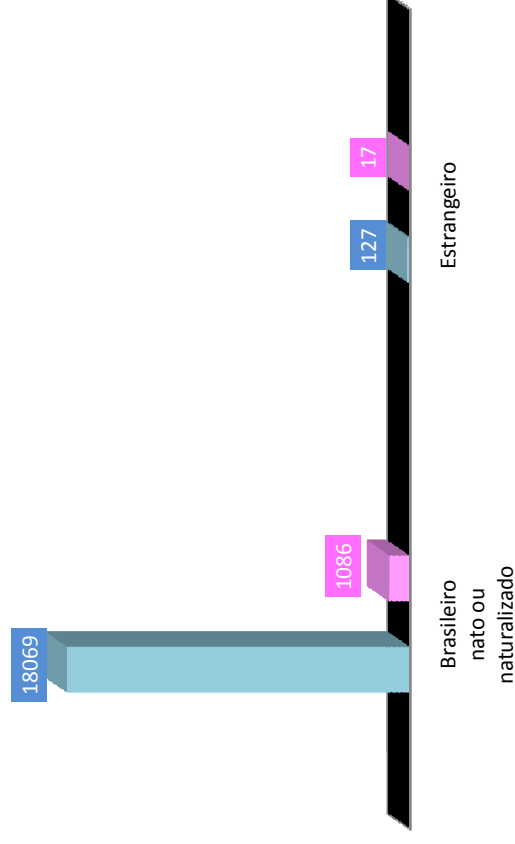 18069
1086
127
17
Brasileiro
nato ou
naturalizado
Estrangeiro